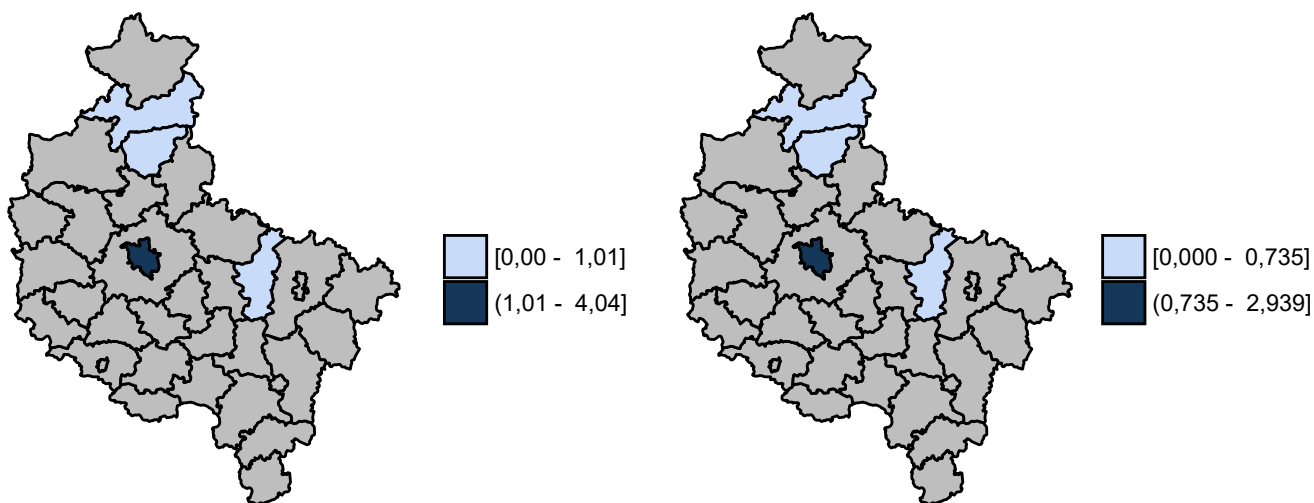 [0,00 - 1,01]
(1,01 - 4,04]
[0,000 - 0,735]
(0,735 - 2,939]